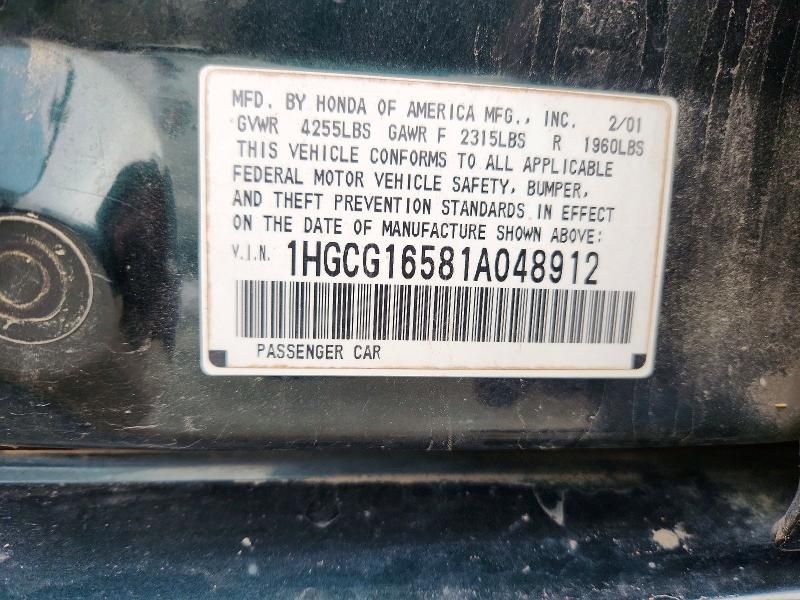 MFD. BY HONDA OF AMERICA MFG., INC. 2/01
GVWR 4255LBS GAWR F 2315LBS R 1960LBS
THIS VEHICLE CONFORMS TO ALL APPLICABLE
FEDERAL MOTOR VEHICLE SAFETY, BUMPER,
AND THEFT PREVENTION STANDARDS IN EFFECT
ON THE DATE OF MANUFACTURE SHOWN ABOVE:
V.I.N. 1HGCG16581A048912
PASSENGER CAR